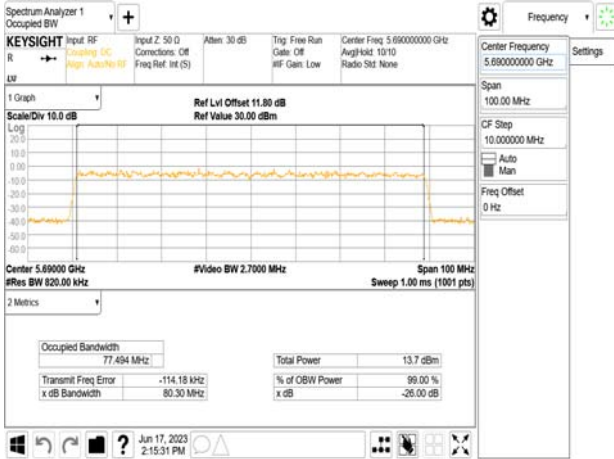 Spectrum Analyzer 1
Occupied BW
+
Frequency
KEYSIGHT
R
LXI
Input: RF
Coupling: DC
Align: Auto/No RF
Input Z: 50 Ω
Corrections: Off
Freq Ref: Int (S)
Atten: 30 dB
Trig: Free Run
Gate: Off
#IF Gain: Low
Center Freq: 5.690000000 GHz
Avg|Hold: 10/10
Radio Std: None
Center Frequency
5.690000000 GHz
Settings
Span
100.00 MHz
CF Step
10.000000 MHz
Auto
Man
Freq Offset
0 Hz
1 Graph
Scale/Div 10.0 dB
Ref Lvl Offset 11.80 dB
Ref Value 30.00 dBm
Log
20.0
10.0
0.00
-10.0
-20.0
-30.0
-40.0
-50.0
-60.0
Center 5.69000 GHz
#Res BW 820.00 kHz
#Video BW 2.7000 MHz
Span 100 MHz
Sweep 1.00 ms (1001 pts)
2 Metrics
Occupied Bandwidth
77.494 MHz
Total Power 13.7 dBm
Transmit Freq Error -114.18 kHz
% of OBW Power 99.00 %
x dB Bandwidth 80.30 MHz
x dB -26.00 dB
?
Jun 17, 2023
2:15:31 PM